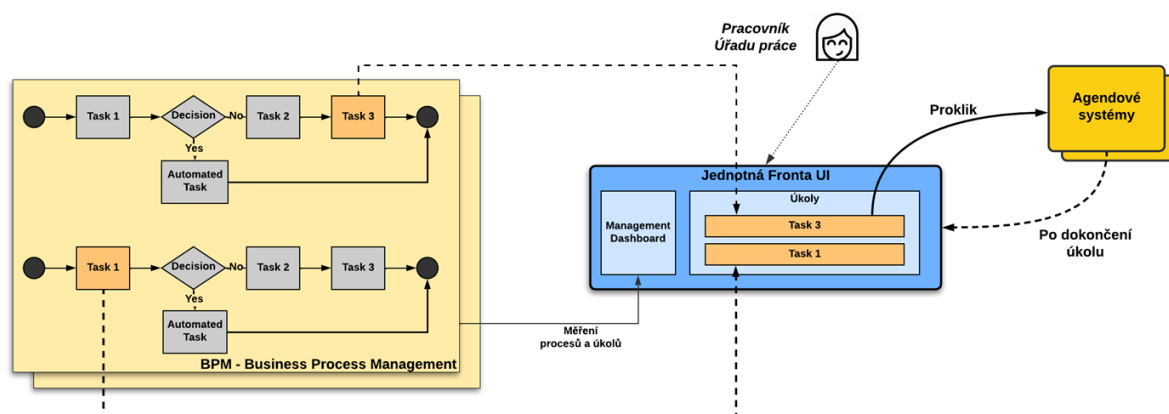 Pracovník
Úřadu práce
Task 1
Decision
No
Task 2
Task 3
Yes
Automated
Task
Task 1
Decision
No
Task 2
Task 3
Yes
Automated
Task
BPM - Business Process Management
Měření
procesů a úkolů
Jednotná Fronta UI
Management
Dashboard
Úkoly
Task 3
Task 1
Proklik
Agendové
systémy
Po dokončení
úkolu